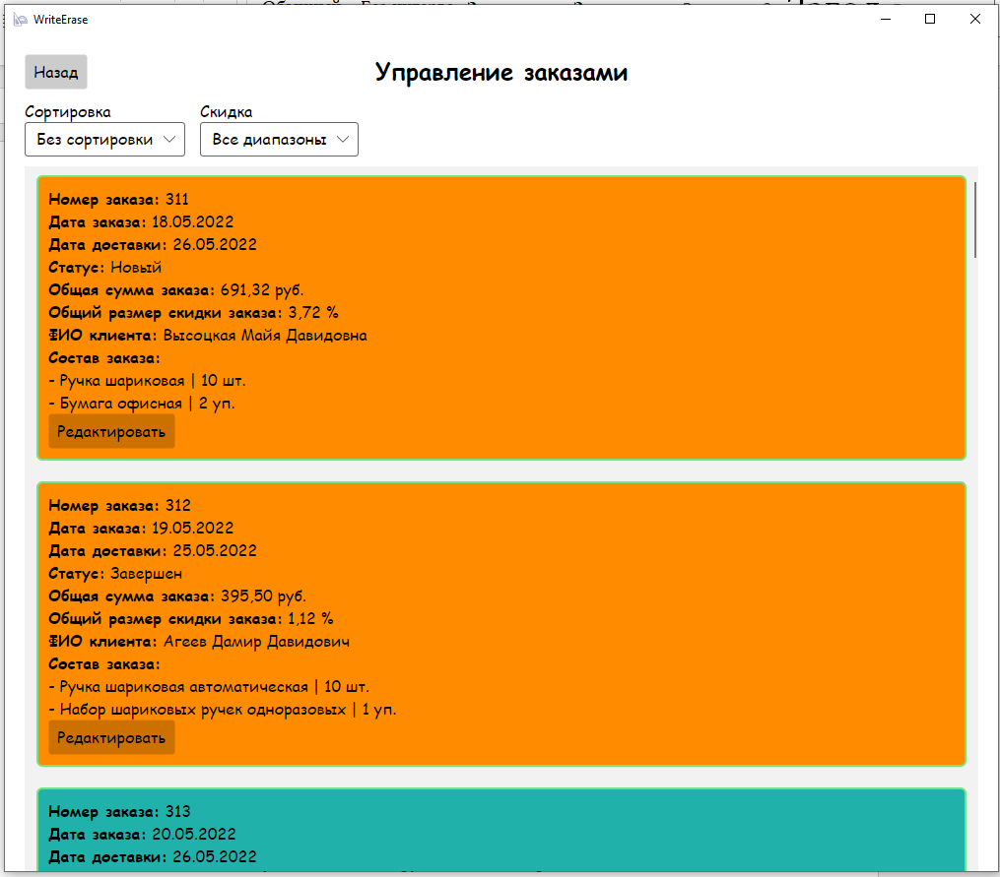 WriteErase
Назад
Управление заказами
Сортировка
Скидка
Без сортировки
Все диапазоны
Номер заказа: 311
Дата заказа: 18.05.2022
Дата доставки: 26.05.2022
Статус: Новый
Общая сумма заказа: 691,32 руб.
Общий размер скидки заказа: 3,72 %
ФИО клиента: Высоцкая Майя Давидовна
Состав заказа:
- Ручка шариковая | 10 шт.
- Бумага офисная | 2 уп.
Редактировать
Номер заказа: 312
Дата заказа: 19.05.2022
Дата доставки: 25.05.2022
Статус: Завершен
Общая сумма заказа: 395,50 руб.
Общий размер скидки заказа: 1,12 %
ФИО клиента: Агеев Дамир Давидович
Состав заказа:
- Ручка шариковая автоматическая | 10 шт.
- Набор шариковых ручек одноразовых | 1 уп.
Редактировать
Номер заказа: 313
Дата заказа: 20.05.2022
Дата доставки: 26.05.2022